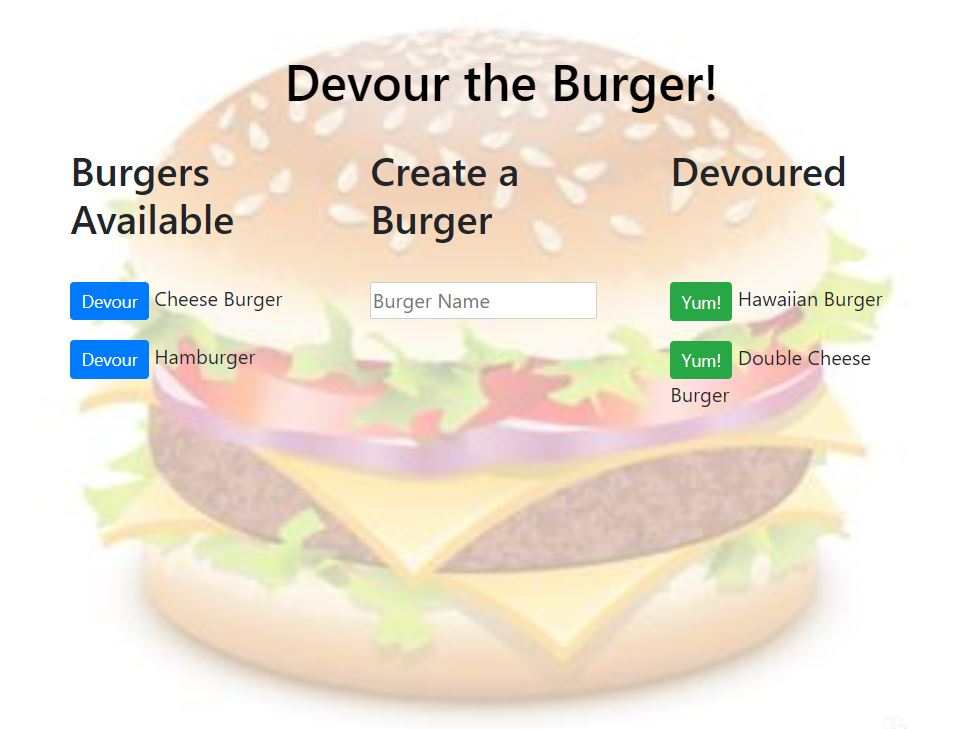 Devour the Burger!
Burgers
Available
Devour Cheese Burger
Devour Hamburger
Create a
Burger
Burger Name
Devoured
Yum! Hawaiian Burger
Yum! Double Cheese
Burger